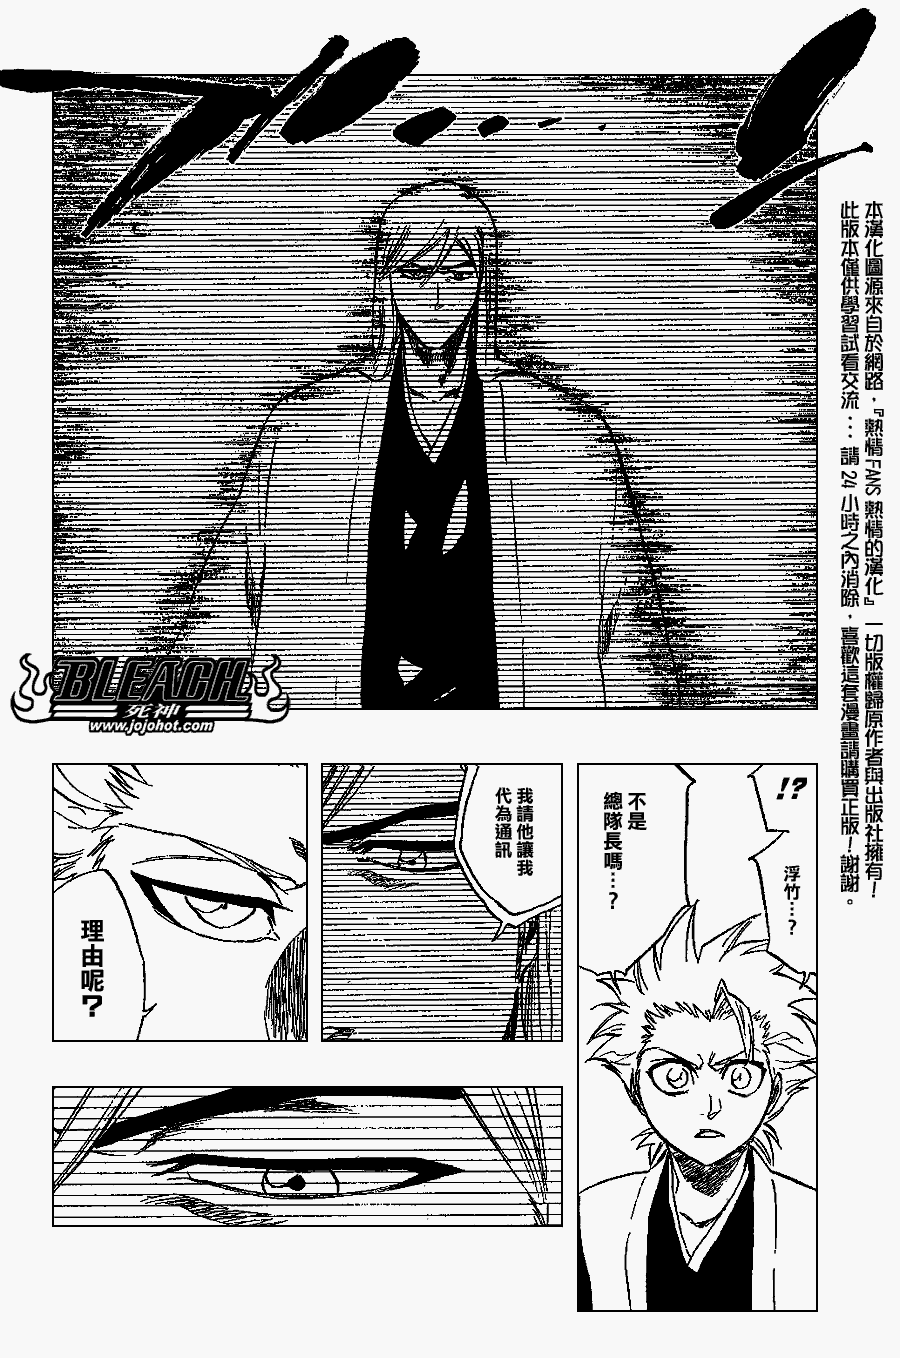 ブン
本漢化圖源來自於網路，『熱情FANS熱情的漢化』一切版權歸原作者與出版社擁有！
此版本僅供學習試看交流…請24小時之內消除，喜歡這套漫畫請購買正版！謝謝。
BLEACH
死神
www.jojohot.com
!?
浮竹…?
不是
總隊長嗎…?
我請他讓我
代為通訊
理由呢?